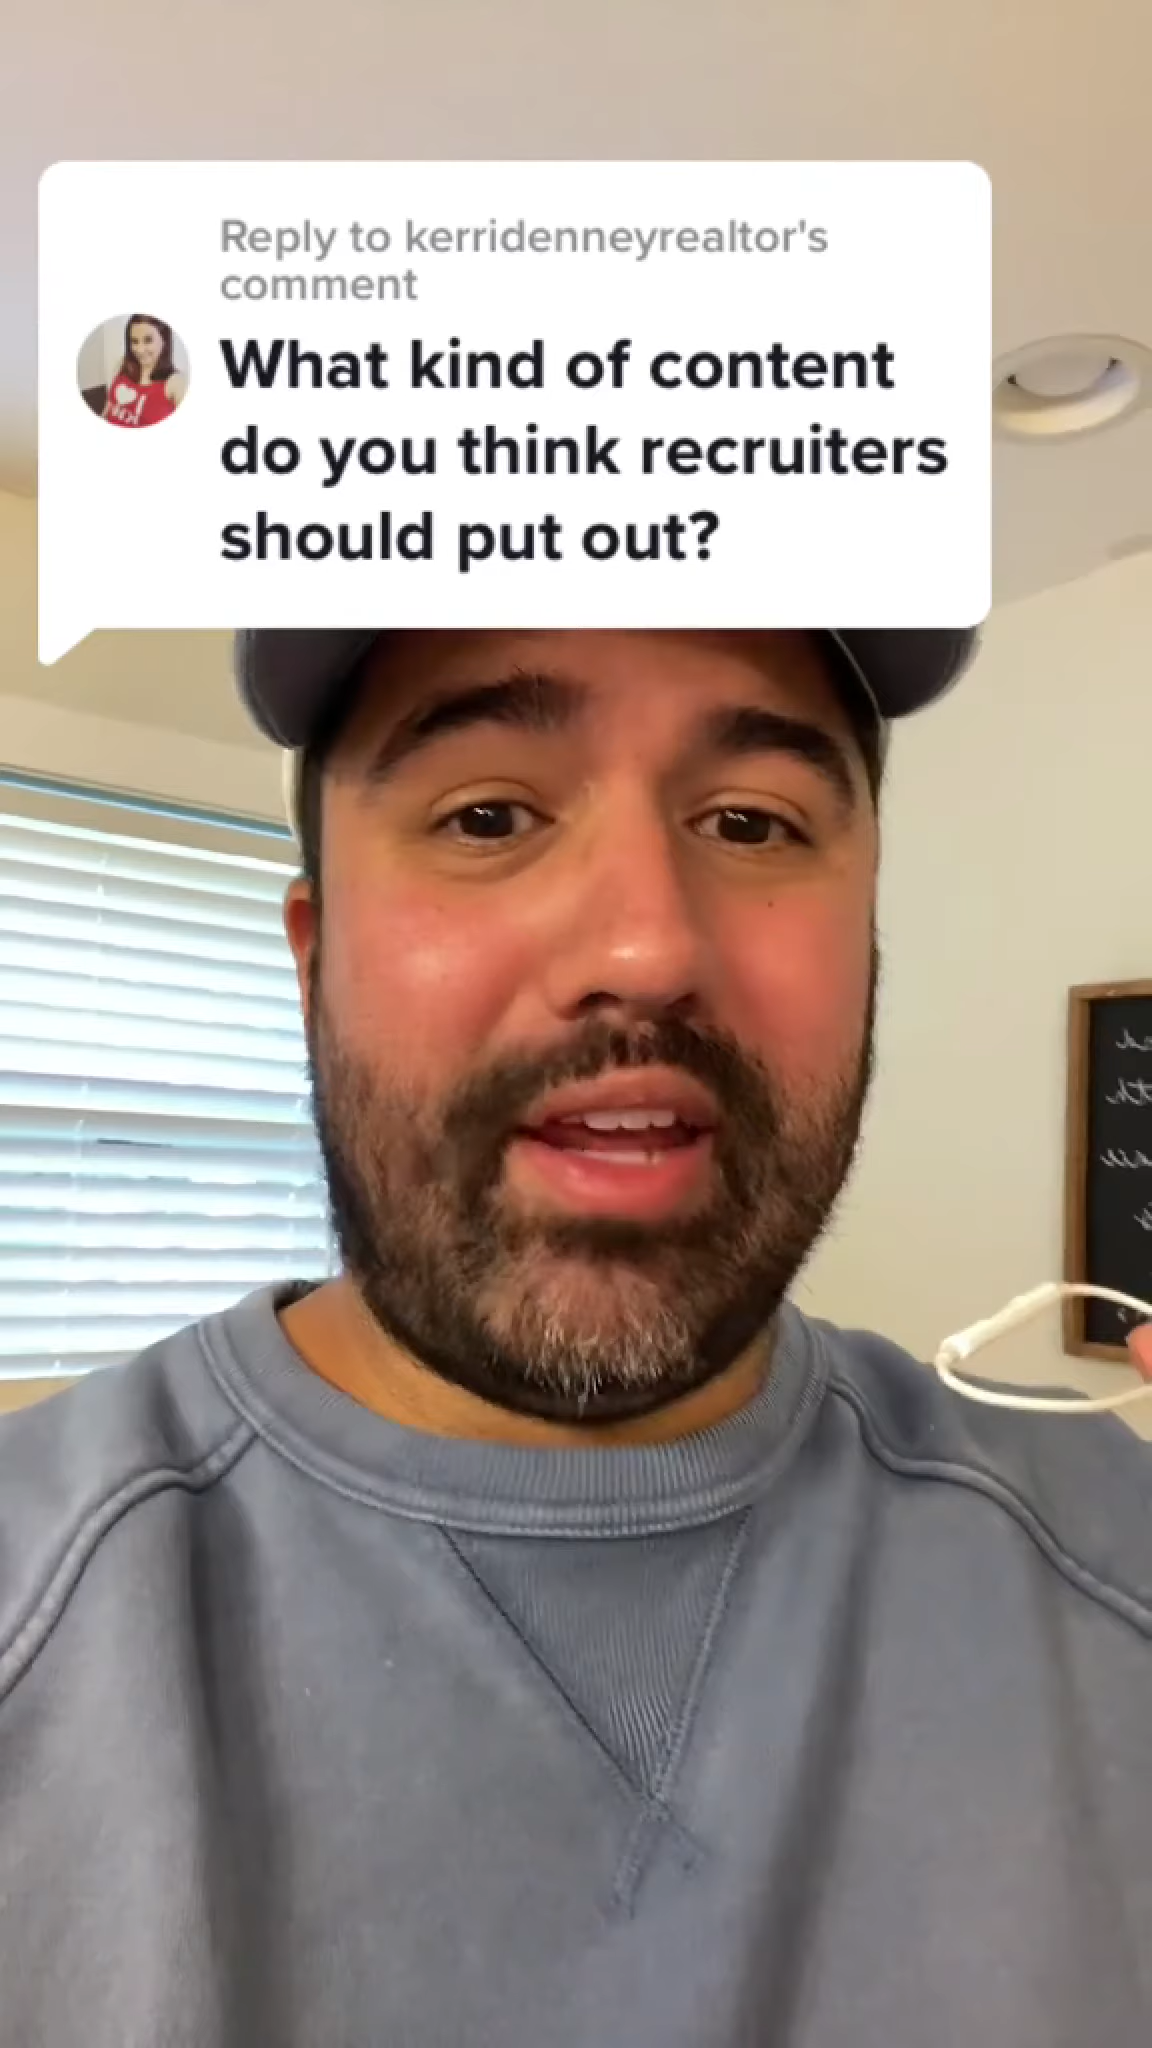 Reply to kerridenneyrealtor's
comment
What kind of content
do you think recruiters
should put out?